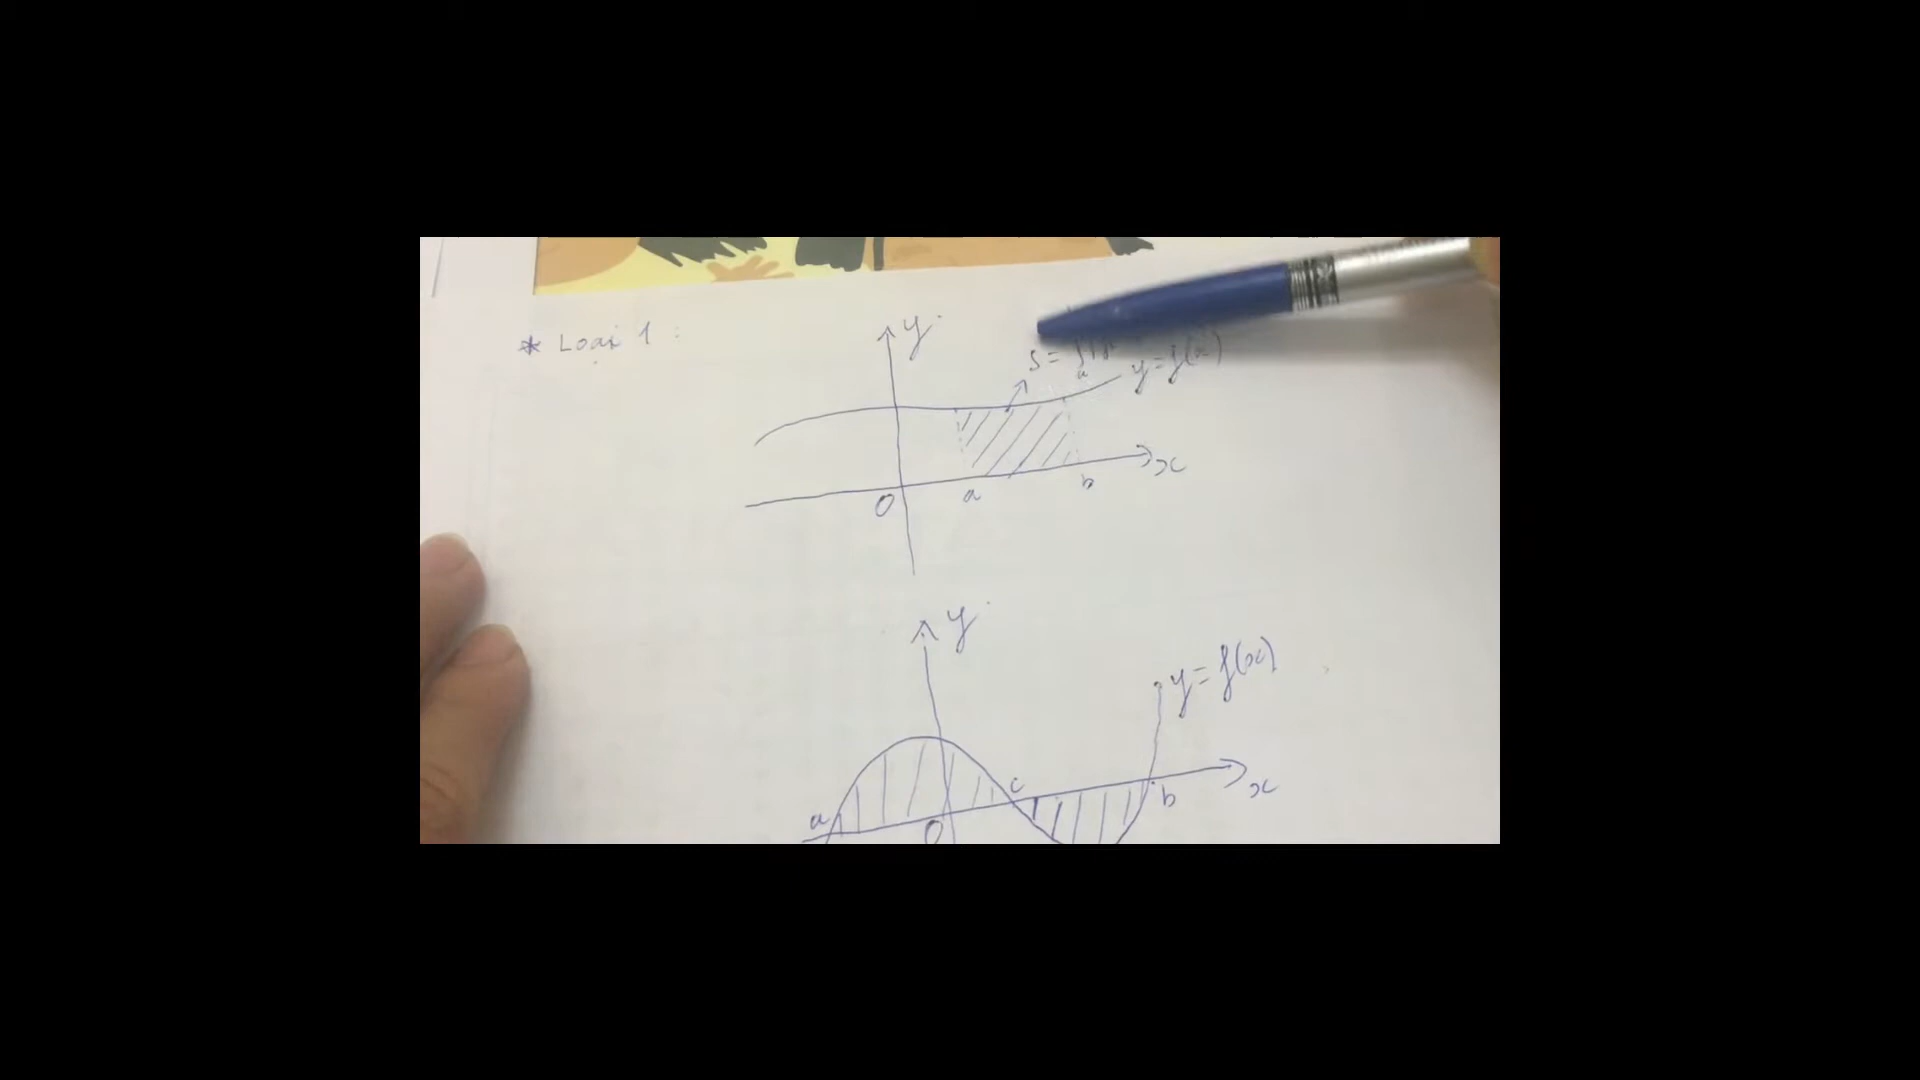 * Loại 1 :
y
S = ∫
a
y = f(x)
x
O a b
y
y = f(x)
a c b x
O